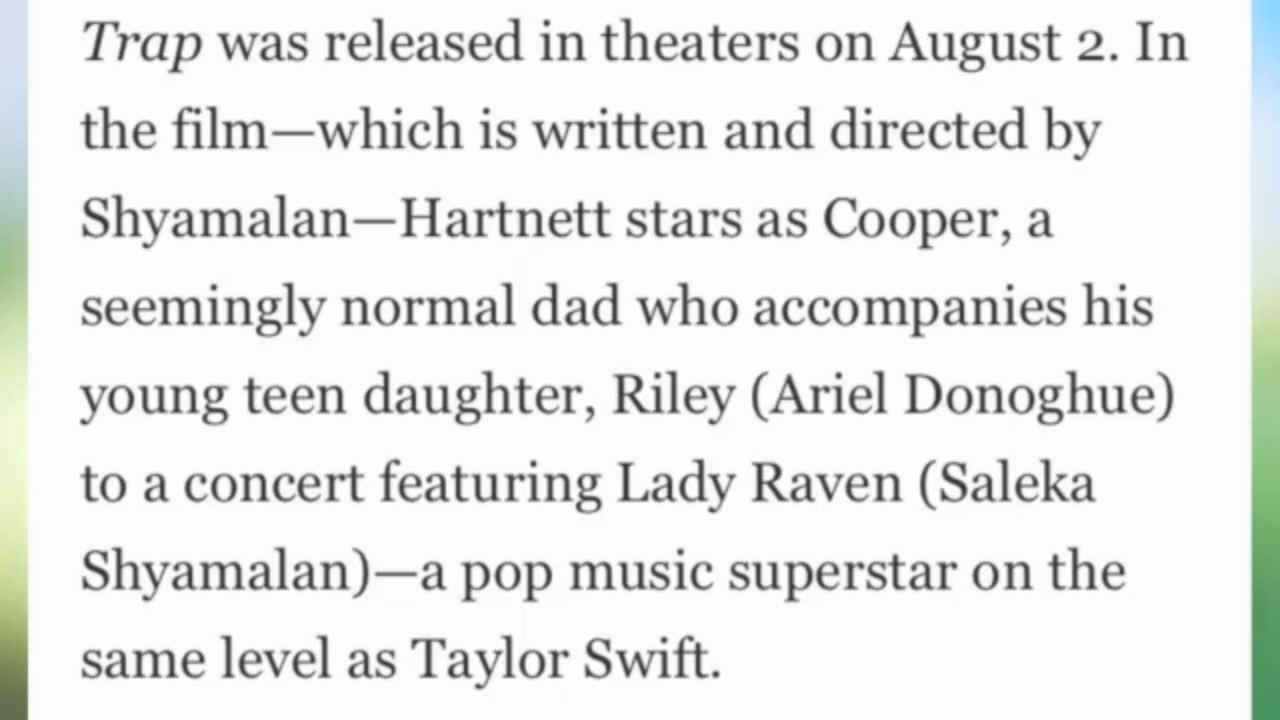 Trap was released in theaters on August 2. In
the film—which is written and directed by
Shyamalan—Hartnett stars as Cooper, a
seemingly normal dad who accompanies his
young teen daughter, Riley (Ariel Donoghue)
to a concert featuring Lady Raven (Saleka
Shyamalan)—a pop music superstar on the
same level as Taylor Swift.